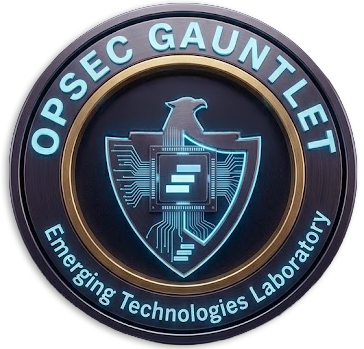 OPSEC GAUNTLET
Emerging Technologies Laboratory